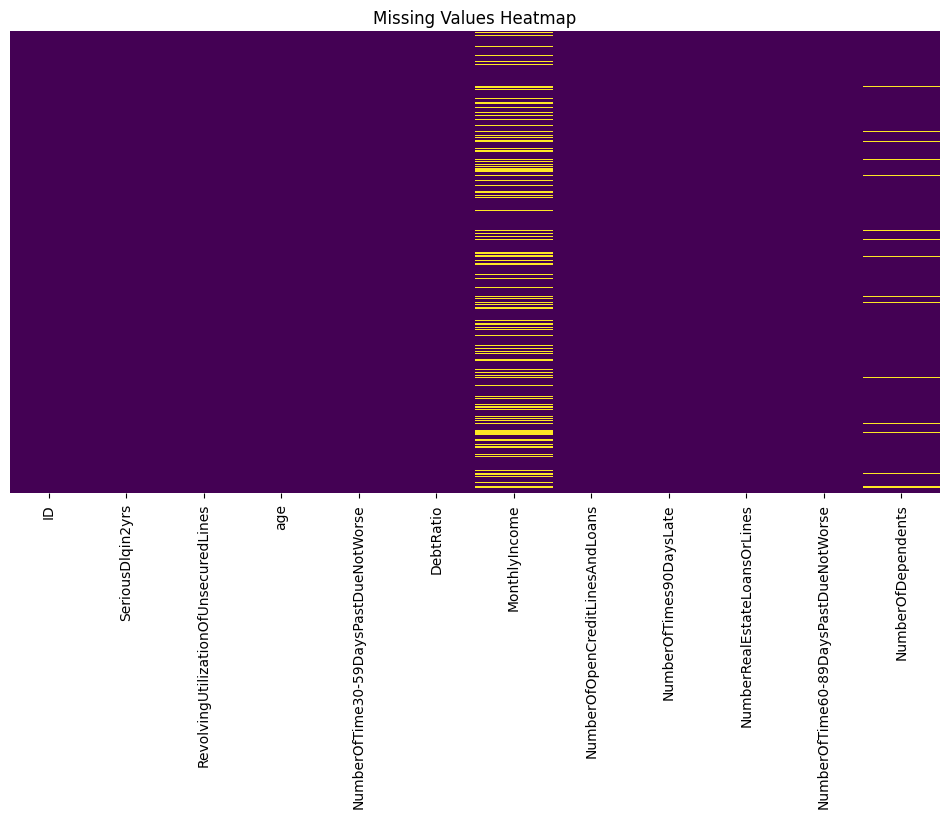 Missing Values Heatmap
ID
SeriousDlqin2yrs
RevolvingUtilizationOfUnsecuredLines
age
NumberOfTime30-59DaysPastDueNotWorse
DebtRatio
MonthlyIncome
NumberOfOpenCreditLinesAndLoans
NumberOfTimes90DaysLate
NumberRealEstateLoansOrLines
NumberOfTime60-89DaysPastDueNotWorse
NumberOfDependents